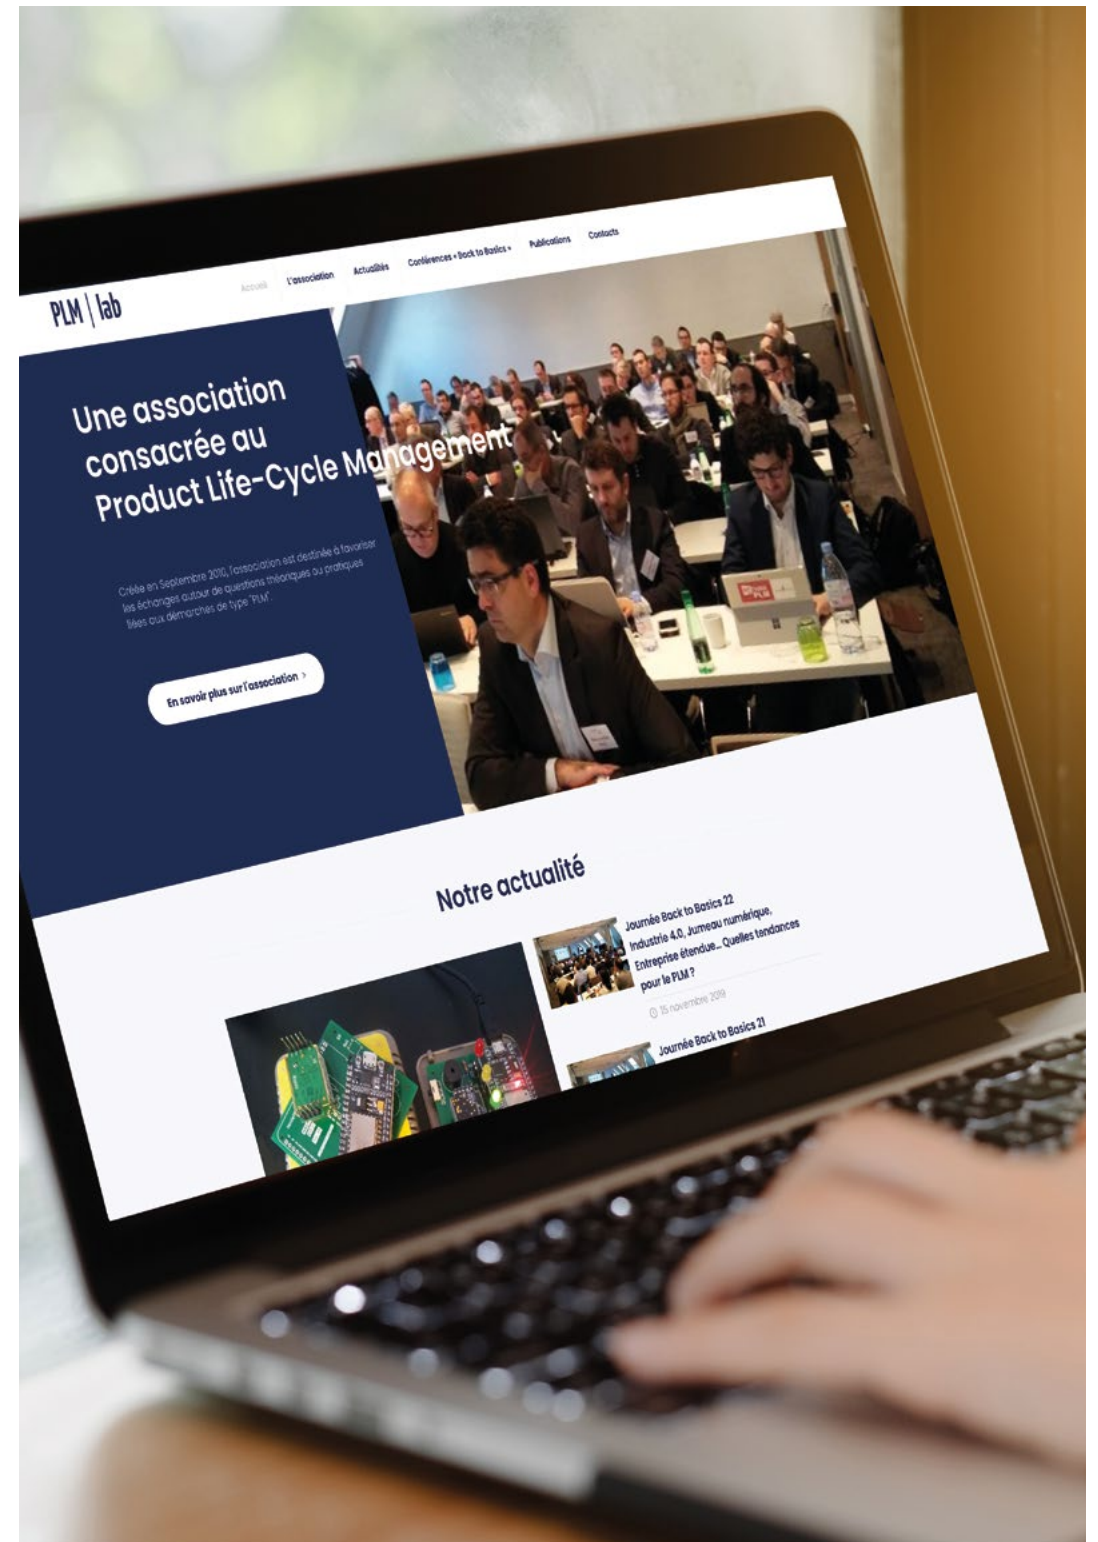 PLM | lab
Accueil
L'association
Actualités
Conférences « Back to Basics »
Publications
Contacts
Une association
consacrée au
Product Life-Cycle Management
Créée en Septembre 2010, l'association est destinée à favoriser
les échanges autour de questions théoriques ou pratiques
liées aux démarches de type "PLM".
En savoir plus sur l'association >
Notre actualité
Journée Back to Basics 22
Industrie 4.0, Jumeau numérique,
Entreprise étendue... Quelles tendances
pour le PLM ?
15 novembre 2019
Journée Back to Basics 21